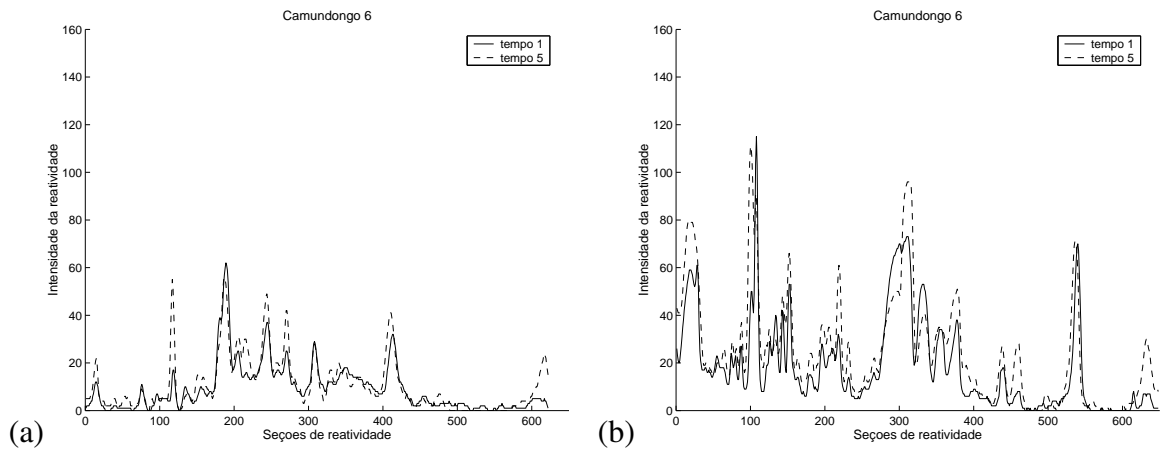 Camundongo 6
tempo 1
tempo 5
160
140
120
100
80
60
40
20
0
Intensidade da reatividade
0 100 200 300 400 500 600
Seçoes de reatividade
(a)
Camundongo 6
tempo 1
tempo 5
160
140
120
100
80
60
40
20
0
Intensidade da reatividade
0 100 200 300 400 500 600
Seçoes de reatividade
(b)